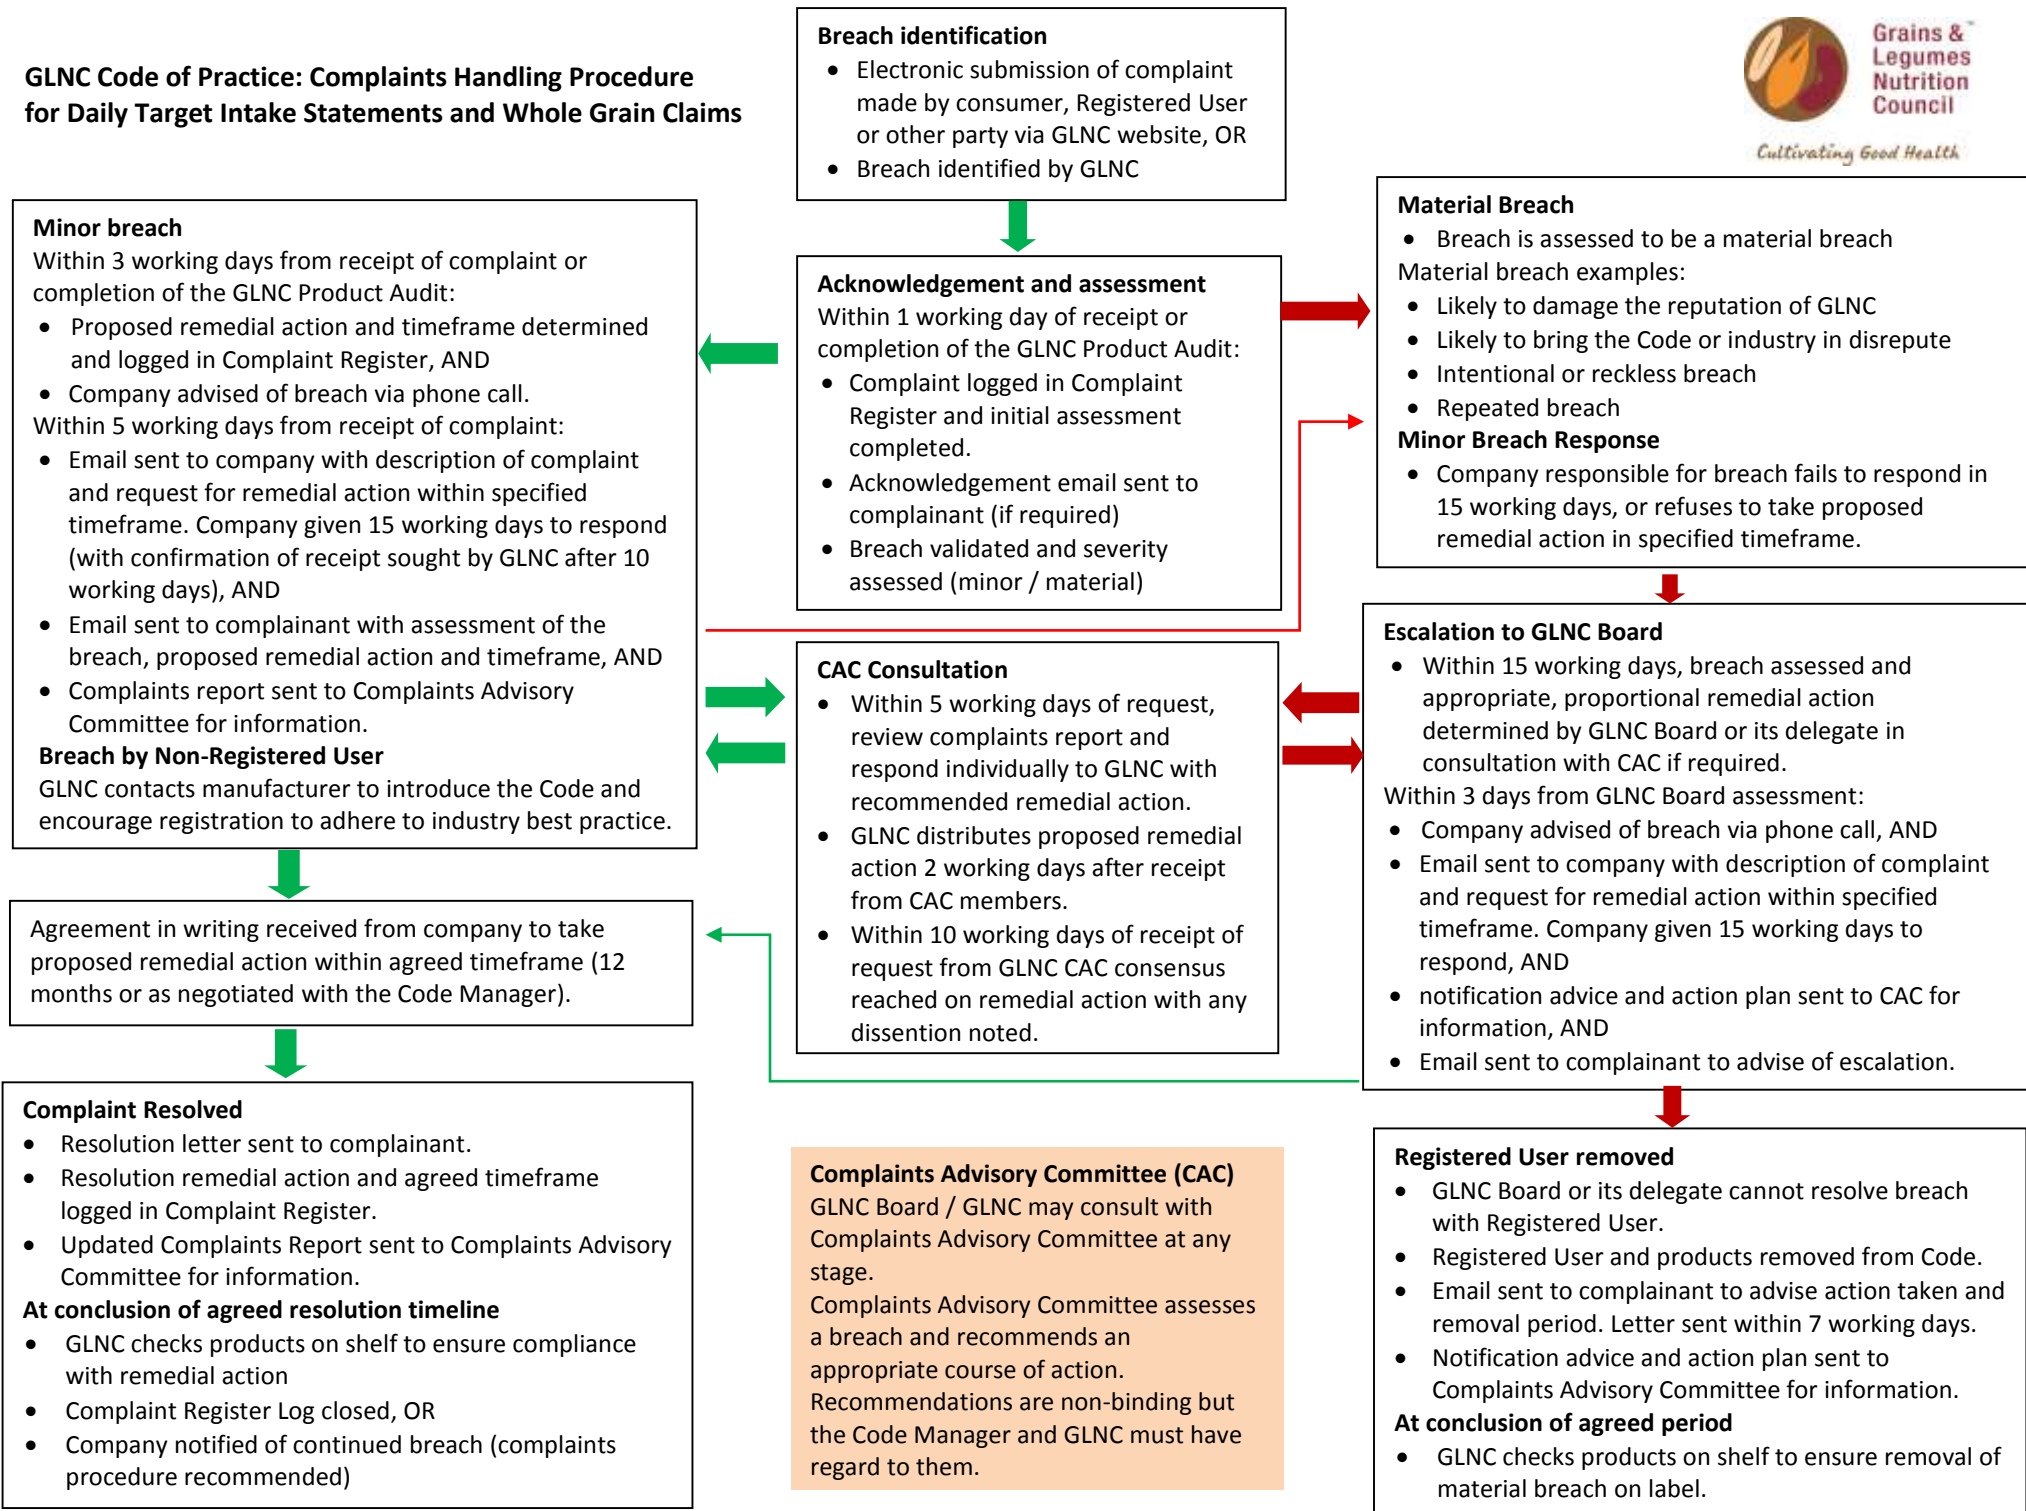 GLNC Code of Practice: Complaints Handling Procedure
for Daily Target Intake Statements and Whole Grain Claims
Breach identification
• Electronic submission of complaint
made by consumer, Registered User
or other party via GLNC website, OR
• Breach identified by GLNC
Grains &
Legumes
Nutrition
Council
Cultivating Good Health
Minor breach
Within 3 working days from receipt of complaint or
completion of the GLNC Product Audit:
• Proposed remedial action and timeframe determined
and logged in Complaint Register, AND
• Company advised of breach via phone call.
Within 5 working days from receipt of complaint:
• Email sent to company with description of complaint
and request for remedial action within specified
timeframe. Company given 15 working days to respond
(with confirmation of receipt sought by GLNC after 10
working days), AND
• Email sent to complainant with assessment of the
breach, proposed remedial action and timeframe, AND
• Complaints report sent to Complaints Advisory
Committee for information.
Breach by Non-Registered User
GLNC contacts manufacturer to introduce the Code and
encourage registration to adhere to industry best practice.
Acknowledgement and assessment
Within 1 working day of receipt or
completion of the GLNC Product Audit:
• Complaint logged in Complaint
Register and initial assessment
completed.
• Acknowledgement email sent to
complainant (if required)
• Breach validated and severity
assessed (minor / material)
Material Breach
• Breach is assessed to be a material breach
Material breach examples:
• Likely to damage the reputation of GLNC
• Likely to bring the Code or industry in disrepute
• Intentional or reckless breach
• Repeated breach
Minor Breach Response
• Company responsible for breach fails to respond in
15 working days, or refuses to take proposed
remedial action in specified timeframe.
CAC Consultation
• Within 5 working days of request,
review complaints report and
respond individually to GLNC with
recommended remedial action.
• GLNC distributes proposed remedial
action 2 working days after receipt
from CAC members.
• Within 10 working days of receipt of
request from GLNC CAC consensus
reached on remedial action with any
dissention noted.
Escalation to GLNC Board
• Within 15 working days, breach assessed and
appropriate, proportional remedial action
determined by GLNC Board or its delegate in
consultation with CAC if required.
Within 3 days from GLNC Board assessment:
• Company advised of breach via phone call, AND
• Email sent to company with description of complaint
and request for remedial action within specified
timeframe. Company given 15 working days to
respond, AND
• notification advice and action plan sent to CAC for
information, AND
• Email sent to complainant to advise of escalation.
Agreement in writing received from company to take
proposed remedial action within agreed timeframe (12
months or as negotiated with the Code Manager).
Complaint Resolved
• Resolution letter sent to complainant.
• Resolution remedial action and agreed timeframe
logged in Complaint Register.
• Updated Complaints Report sent to Complaints Advisory
Committee for information.
At conclusion of agreed resolution timeline
• GLNC checks products on shelf to ensure compliance
with remedial action
• Complaint Register Log closed, OR
• Company notified of continued breach (complaints
procedure recommended)
Complaints Advisory Committee (CAC)
GLNC Board / GLNC may consult with
Complaints Advisory Committee at any
stage.
Complaints Advisory Committee assesses
a breach and recommends an
appropriate course of action.
Recommendations are non-binding but
the Code Manager and GLNC must have
regard to them.
Registered User removed
• GLNC Board or its delegate cannot resolve breach
with Registered User.
• Registered User and products removed from Code.
• Email sent to complainant to advise action taken and
removal period. Letter sent within 7 working days.
• Notification advice and action plan sent to
Complaints Advisory Committee for information.
At conclusion of agreed period
• GLNC checks products on shelf to ensure removal of
material breach on label.